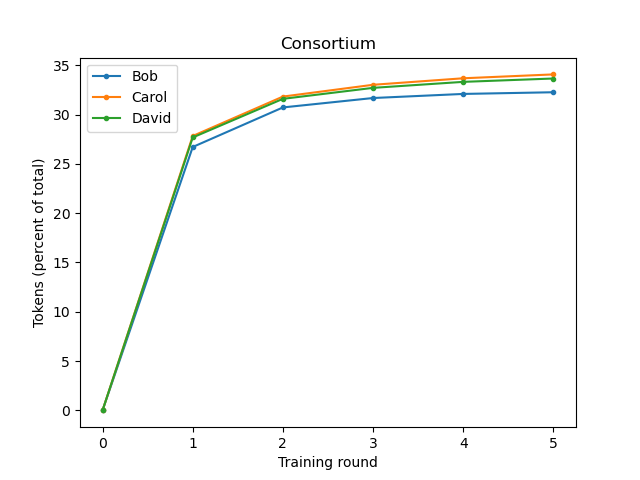 Consortium
Bob
Carol
David
35
30
25
20
15
10
5
0
Tokens (percent of total)
0 1 2 3 4 5
Training round